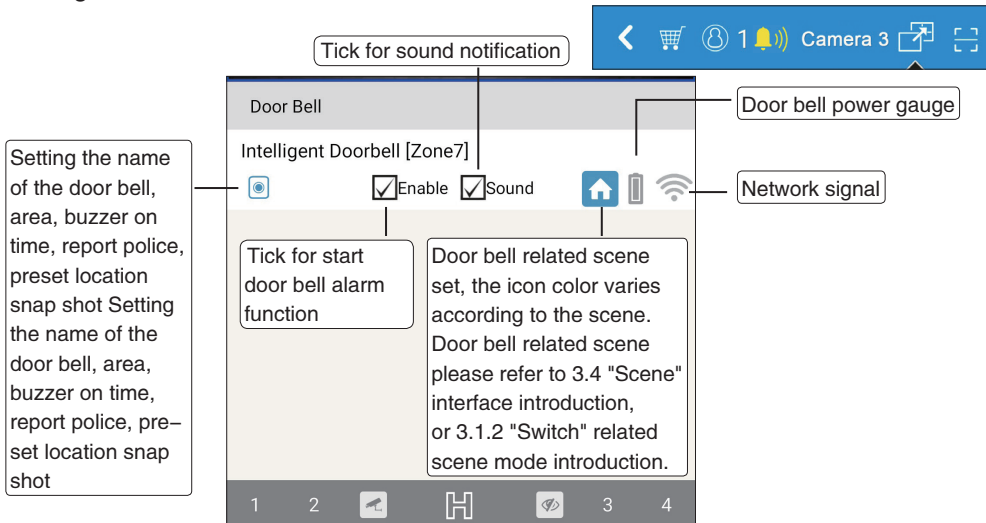 1 Camera 3
Tick for sound notification
Door Bell
Door bell power gauge
Intelligent Doorbell [Zone7]
Enable Sound
Network signal
Setting the name
of the door bell,
area, buzzer on
time, report police,
preset location
snap shot Setting
the name of the
door bell, area,
buzzer on time,
report police, pre–
set location snap
shot
Tick for start
door bell alarm
function
Door bell related scene
set, the icon color varies
according to the scene.
Door bell related scene
please refer to 3.4 "Scene"
interface introduction,
or 3.1.2 "Switch" related
scene mode introduction.
1 2 3 4